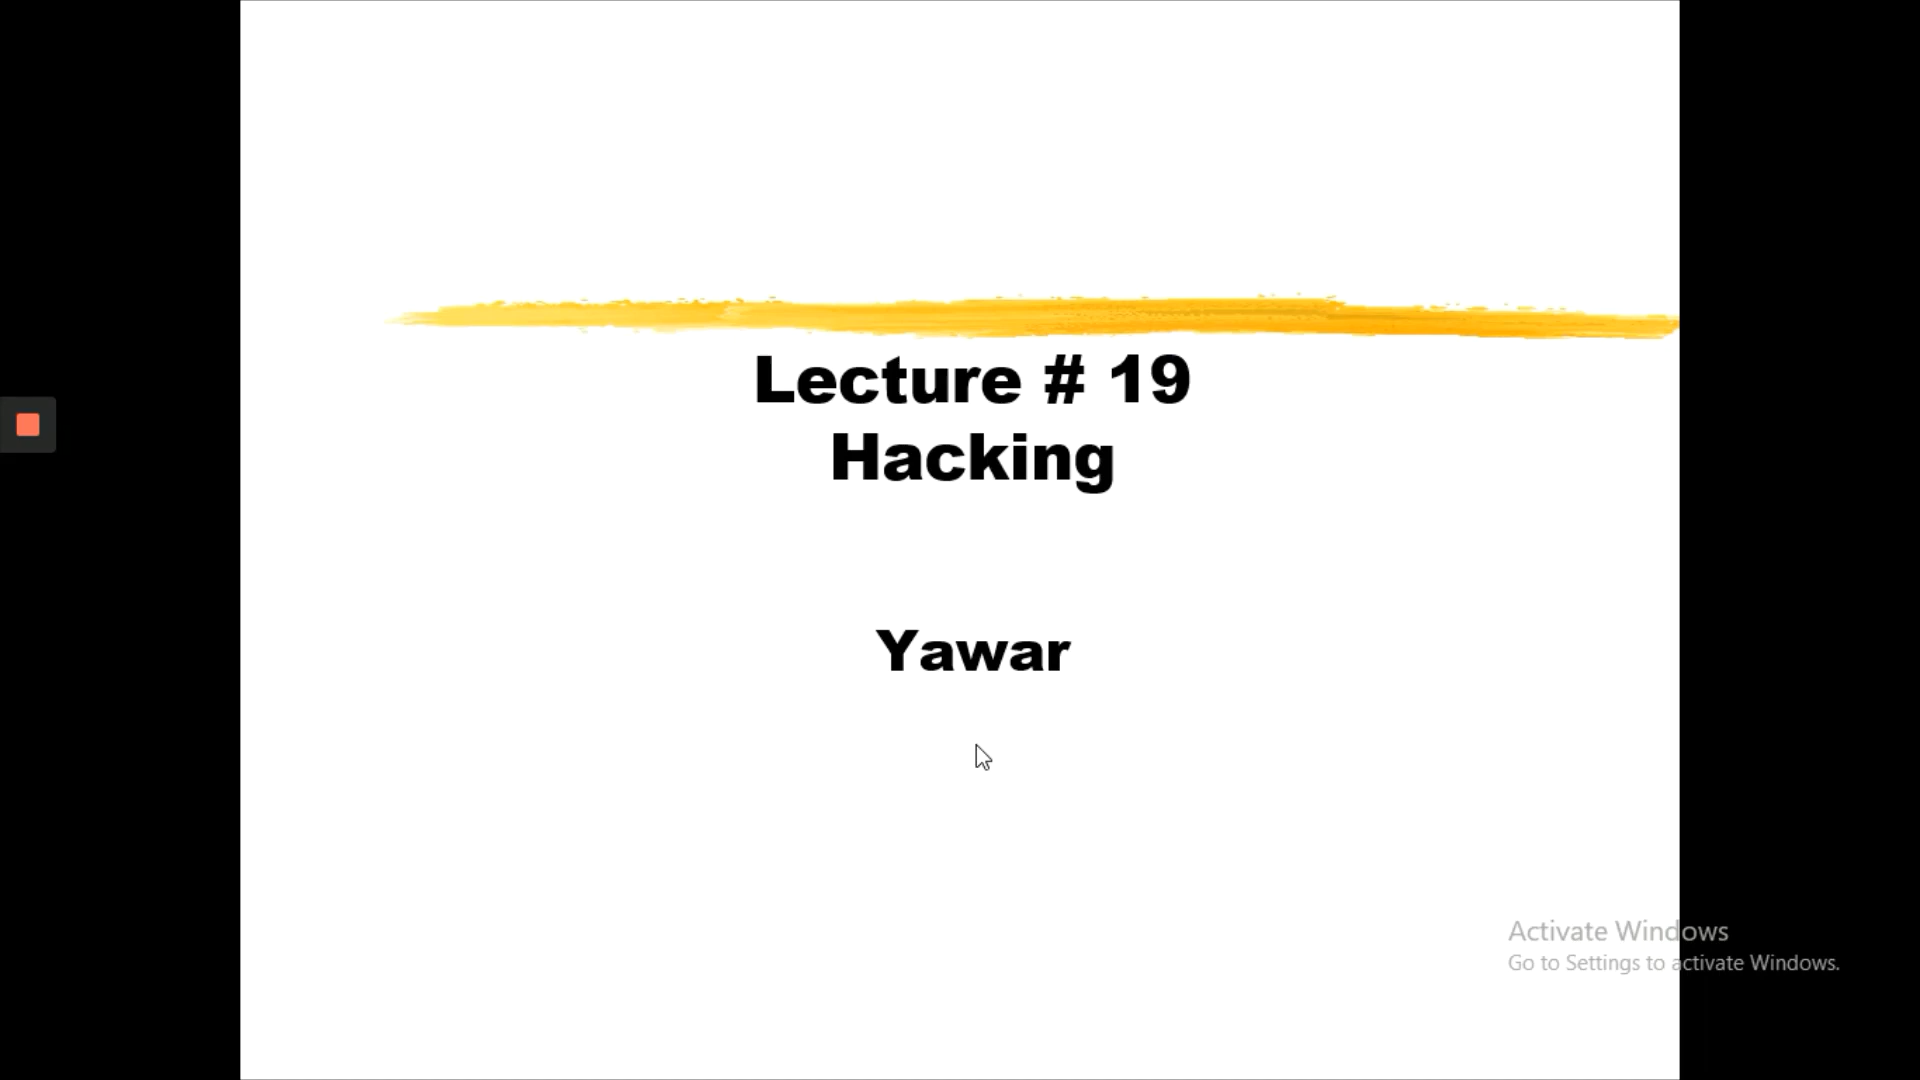 Lecture # 19
Hacking
Yawar
Activate Windows
Go to Settings to activate Windows.